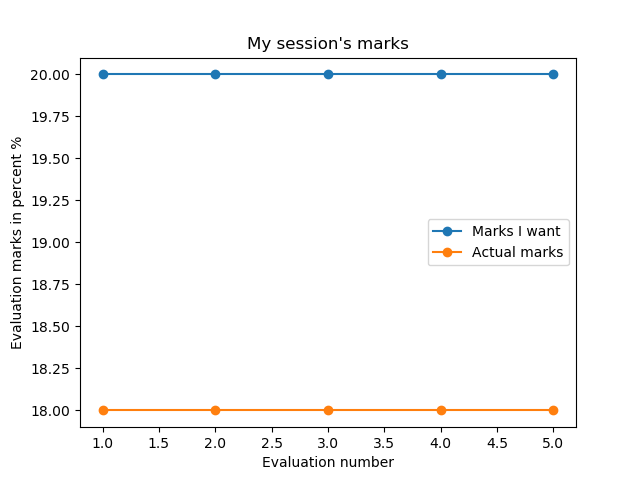 My session's marks
Evaluation marks in percent %
20.00
19.75
19.50
19.25
19.00
18.75
18.50
18.25
18.00
Marks I want
Actual marks
1.0 1.5 2.0 2.5 3.0 3.5 4.0 4.5 5.0
Evaluation number